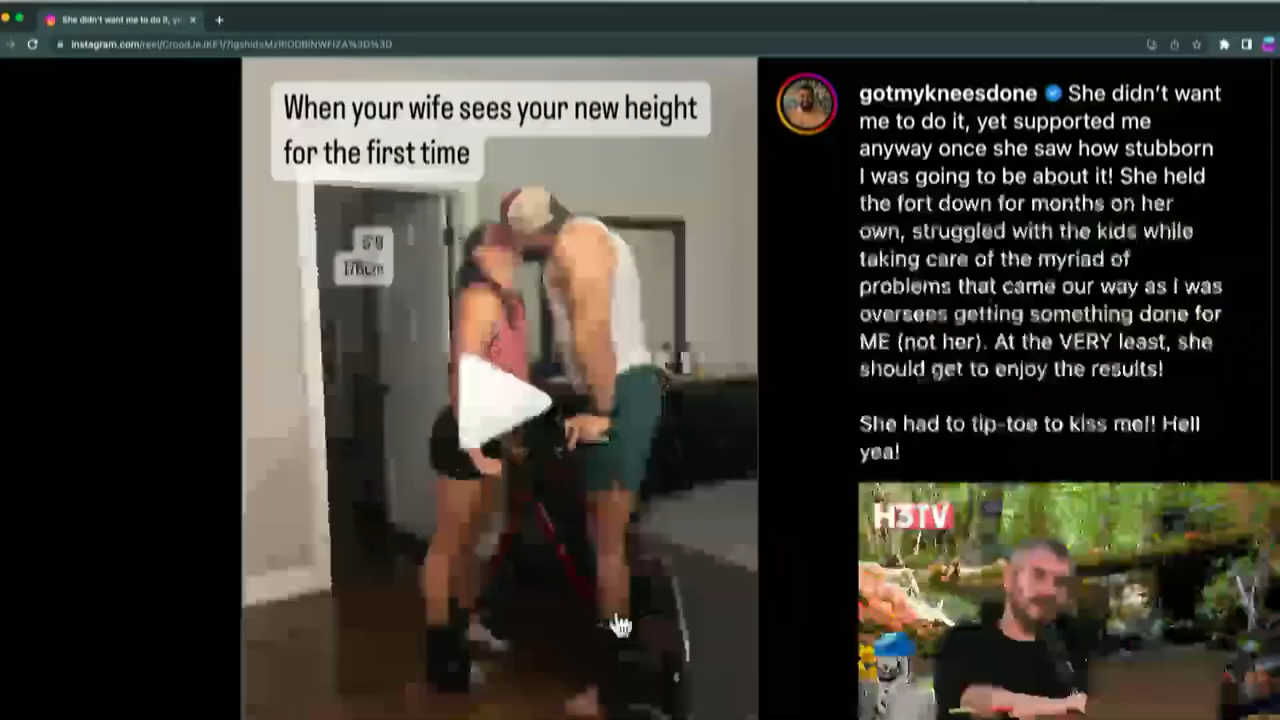 She didn't want me to do it, ye
instagram.com/reel/
When your wife sees your new height
for the first time
5'9
176cm
gotmykneesdone She didn't want
me to do it, yet supported me
anyway once she saw how stubborn
I was going to be about it! She held
the fort down for months on her
own, struggled with the kids while
taking care of the myriad of
problems that came our way as I was
oversees getting something done for
ME (not her). At the VERY least, she
should get to enjoy the results!
She had to tip-toe to kiss me!! Hell
yea!
H3TV